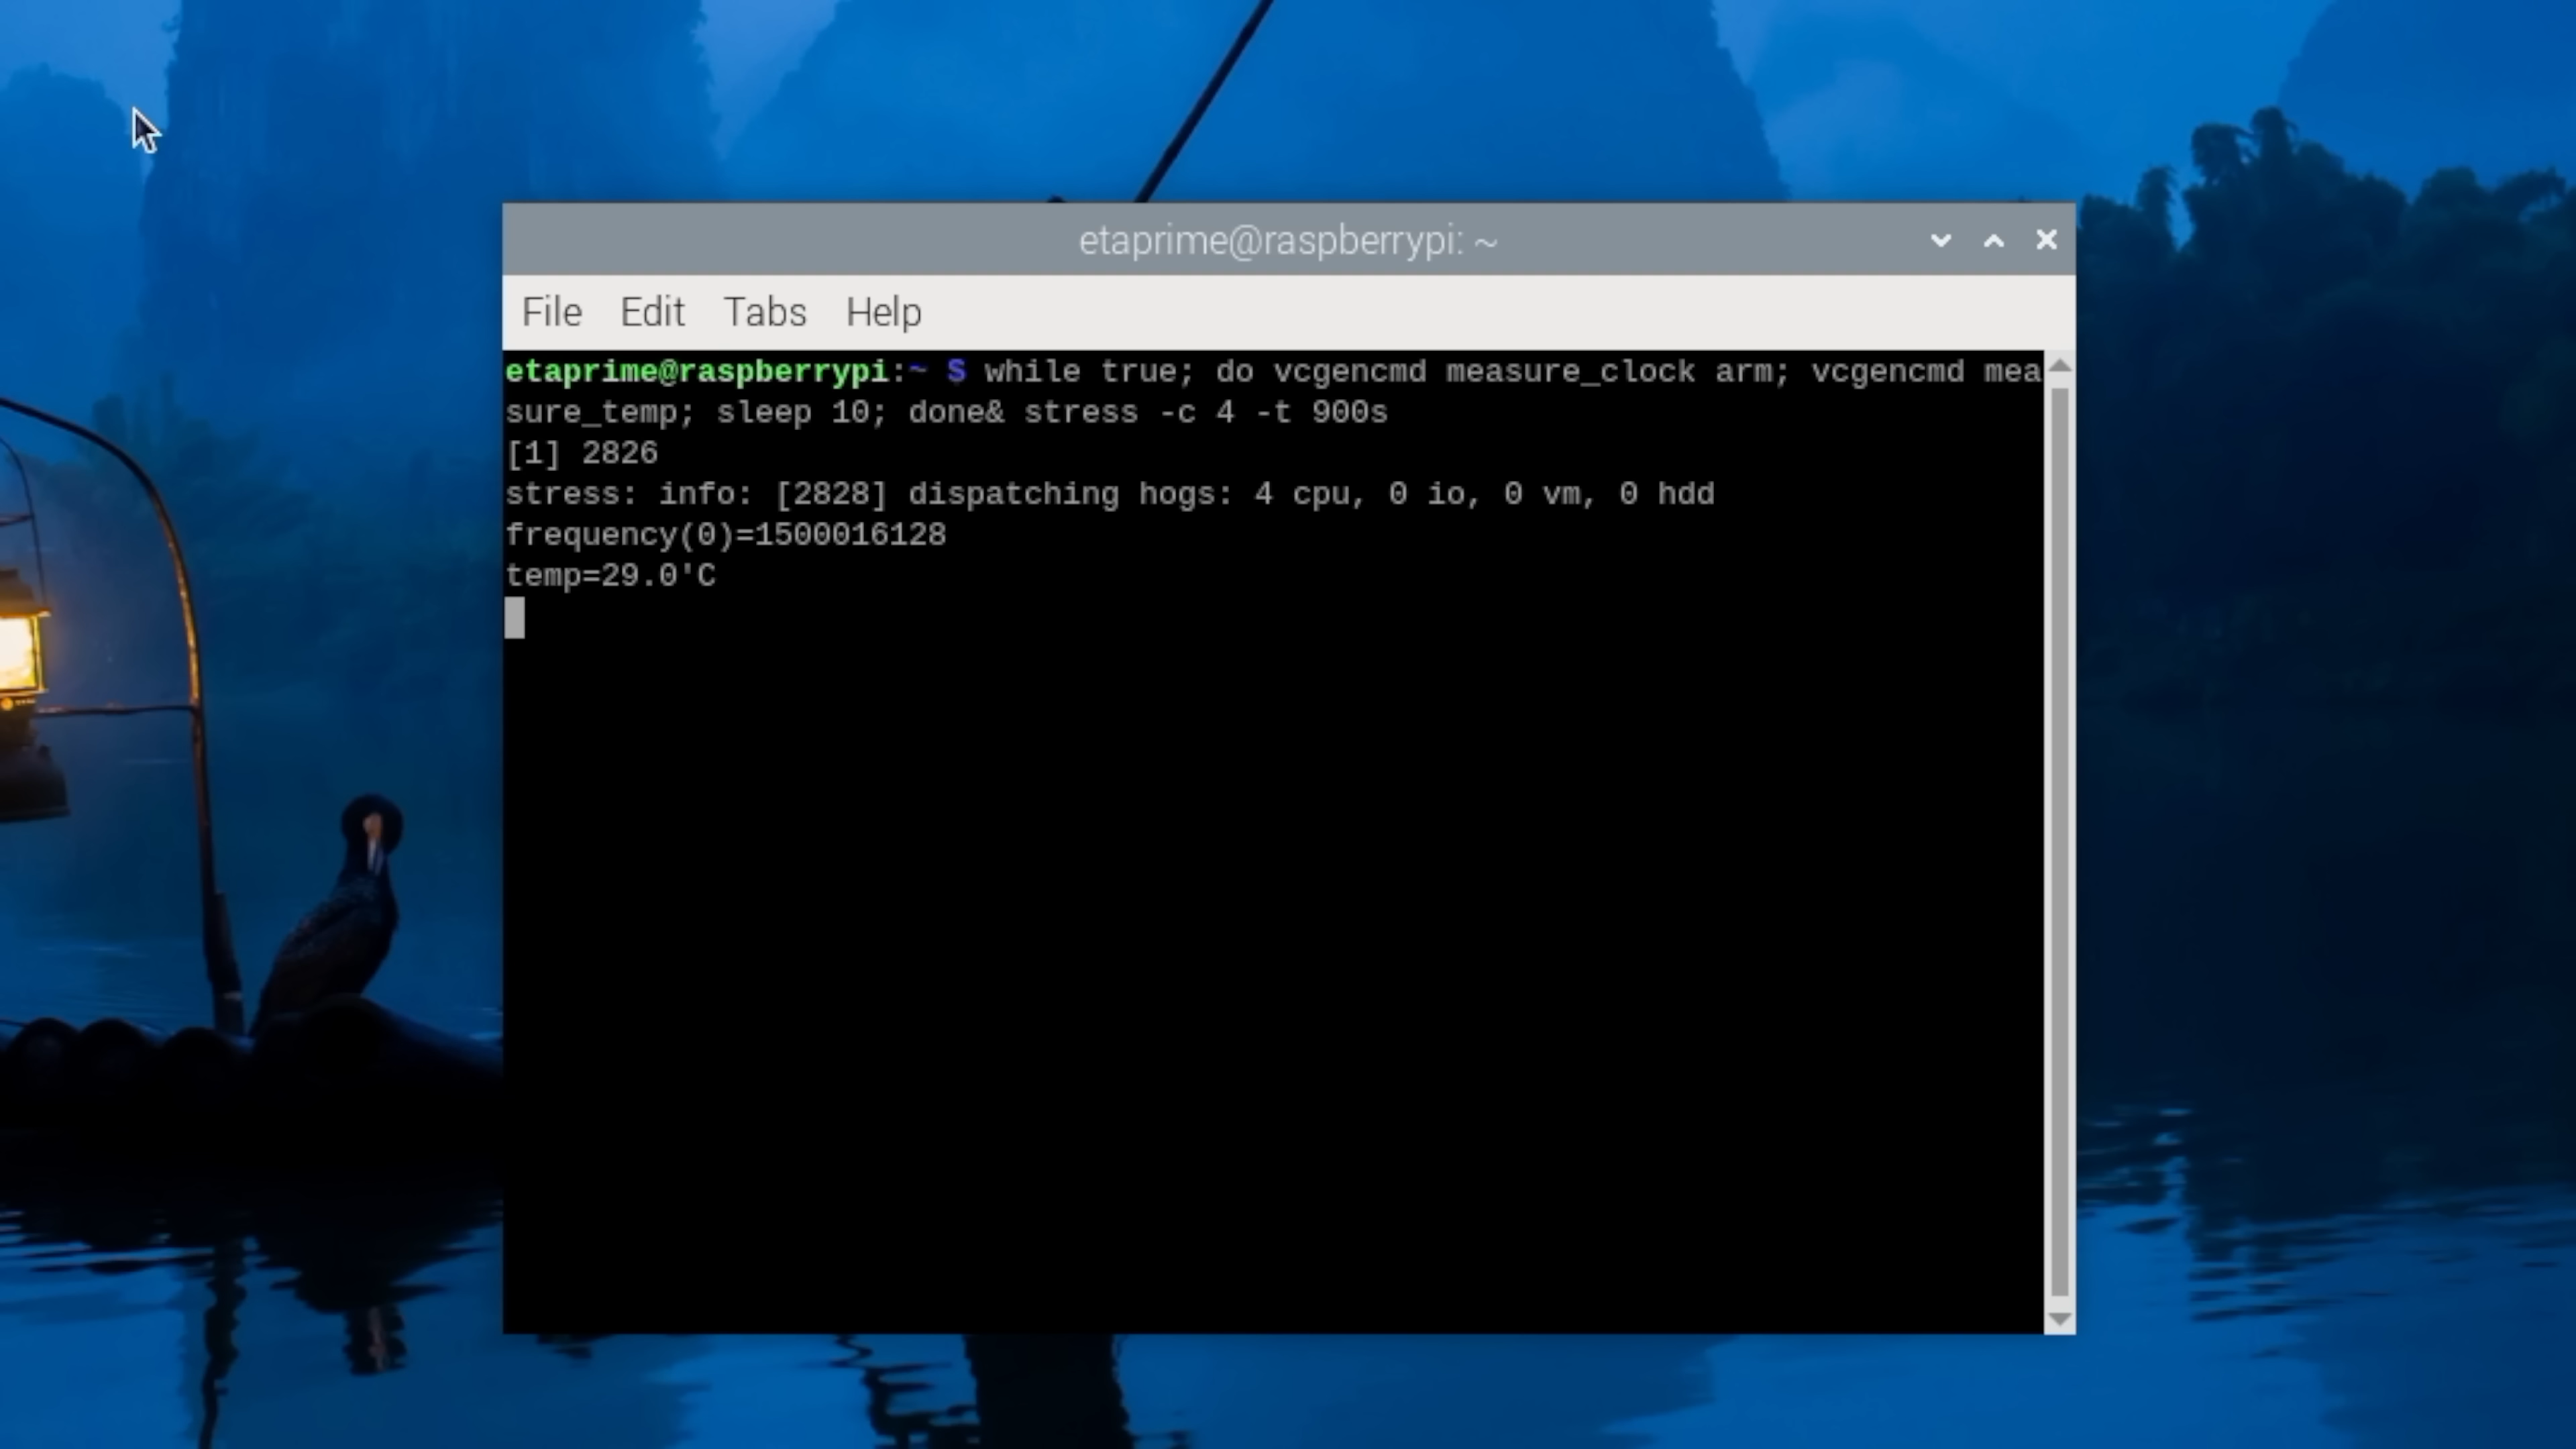 etaprime@raspberrypi: ~
File Edit Tabs Help
etaprime@raspberrypi:~ $ while true; do vcgencmd measure_clock arm; vcgencmd mea
sure_temp; sleep 10; done& stress -c 4 -t 900s
[1] 2826
stress: info: [2828] dispatching hogs: 4 cpu, 0 io, 0 vm, 0 hdd
frequency(0)=1500016128
temp=29.0'C